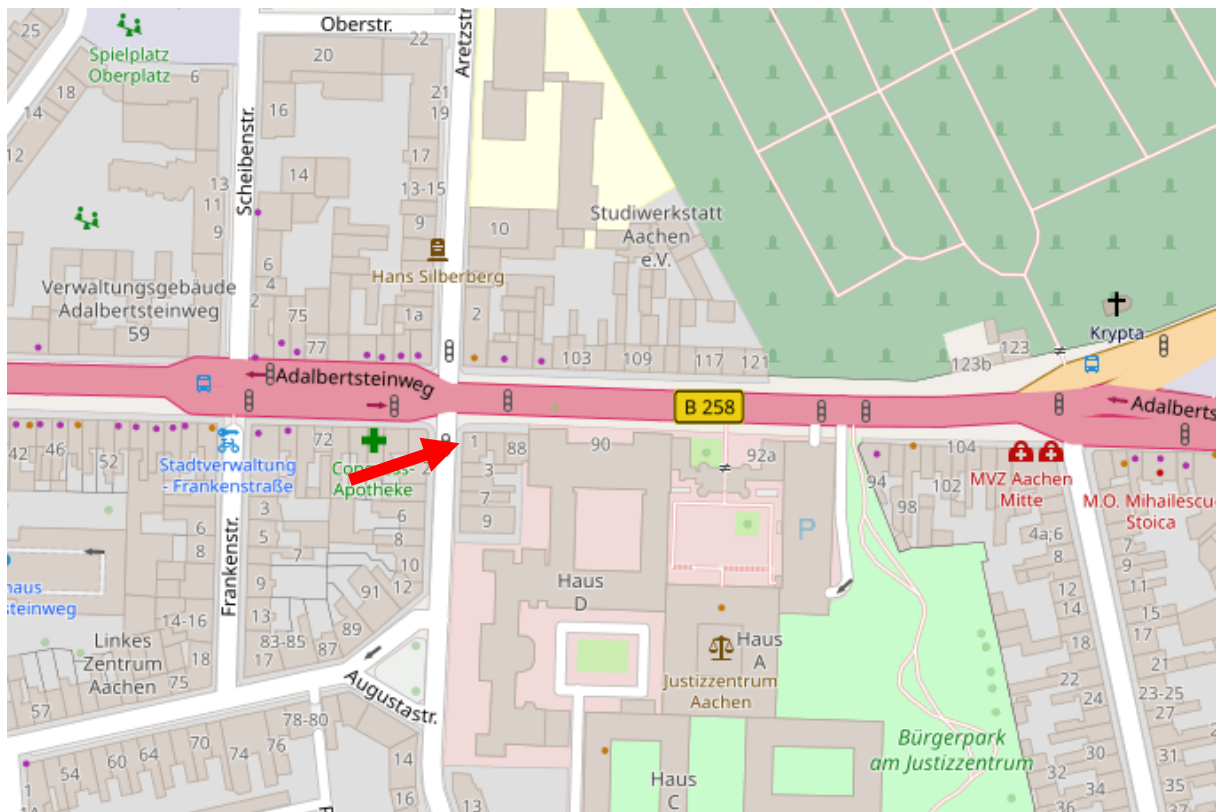 Oberstr.
22
Aretzstr
25
Spielplatz
Oberplatz
6
20
18
14
16
21
19
12
Scheibenstr.
17
14
13
11
9
13-15
9
10
Studiwerkstatt
Aachen
e.V.
Hans Silberberg
Verwaltungsgebäude
Adalbertsteinweg
59
6
4
2
75
77
1a
2
103
109
117
121
123b
123
Krypta
Adalbertsteinweg
B 258
Adalberts
42
46
52
72
2
1
88
90
92a
104
Stadtverwaltung
- Frankenstraße
Apotheke
3
7
9
94
98
102
MVZ Aachen
Mitte
M.O. Mihailescu-
Stoica
P
6
8
3
5
7
6
8
10
12
9
91
13
89
83-85
87
17
Frankenstr.
haus
steinweg
14-16
18
75
Linkes
Zentrum
Aachen
57
Augustastr.
Haus
D
Haus
A
Justizzentrum
Aachen
4a;6
8
12
14
18
22
24
7
9
11
17
21
23-25
27
31
78-80
70
76
74
64
60
54
1
14
16
13
Haus
C
Bürgerpark
am Justizzentrum
30
34
36
32